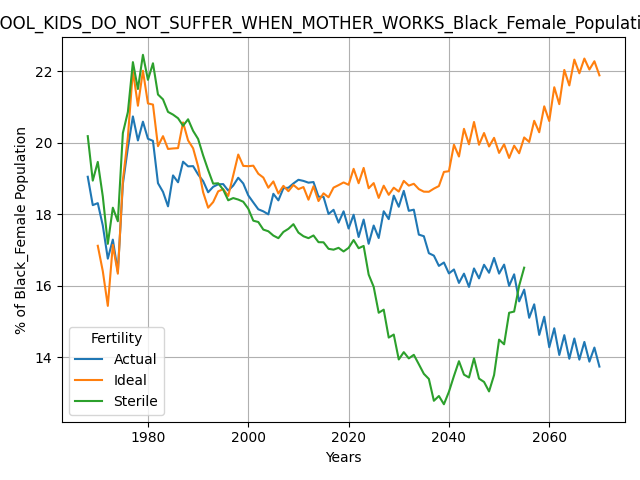 OOL_KIDS_DO_NOT_SUFFER_WHEN_MOTHER_WORKS_Black_Female_Populati
% of Black_Female Population
22
20
18
16
14
Fertility
Actual
Ideal
Sterile
1980
2000
2020
2040
2060
Years